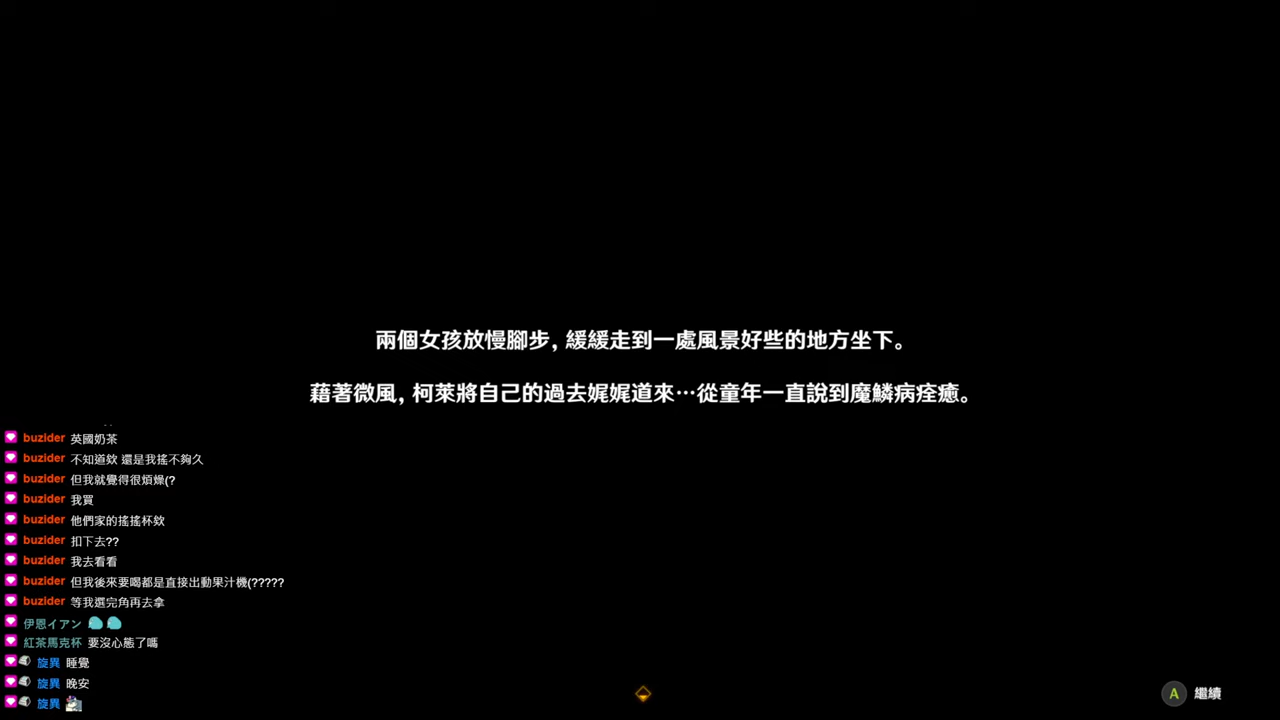 兩個女孩放慢腳步，緩緩走到一處風景好些的地方坐下。
藉著微風，柯萊將自己的過去娓娓道來…從童年一直說到魔鱗病痊癒。
buzider 英國奶茶
buzider 不知道欸 還是我搖不夠久
buzider 但我就覺得很煩燥(?
buzider 我買
buzider 他們家的搖搖杯欸
buzider 扣下去??
buzider 我去看看
buzider 但我後來要喝都是直接出動果汁機(?????
buzider 等我選完角再去拿
伊恩イアン
紅茶馬克杯 要沒心態了嗎
旋異 睡覺
旋異 晚安
旋異
A 繼續